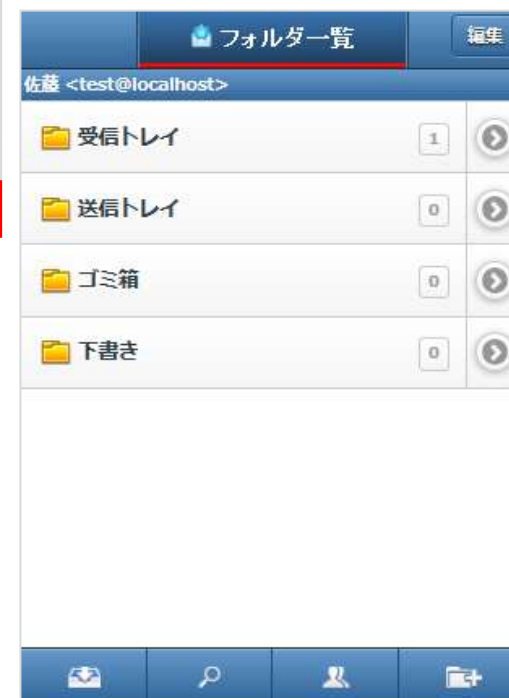 フォルダ一覧
編集
佐藤 <test@localhost>
受信トレイ 1
送信トレイ 0
ゴミ箱 0
下書き 0